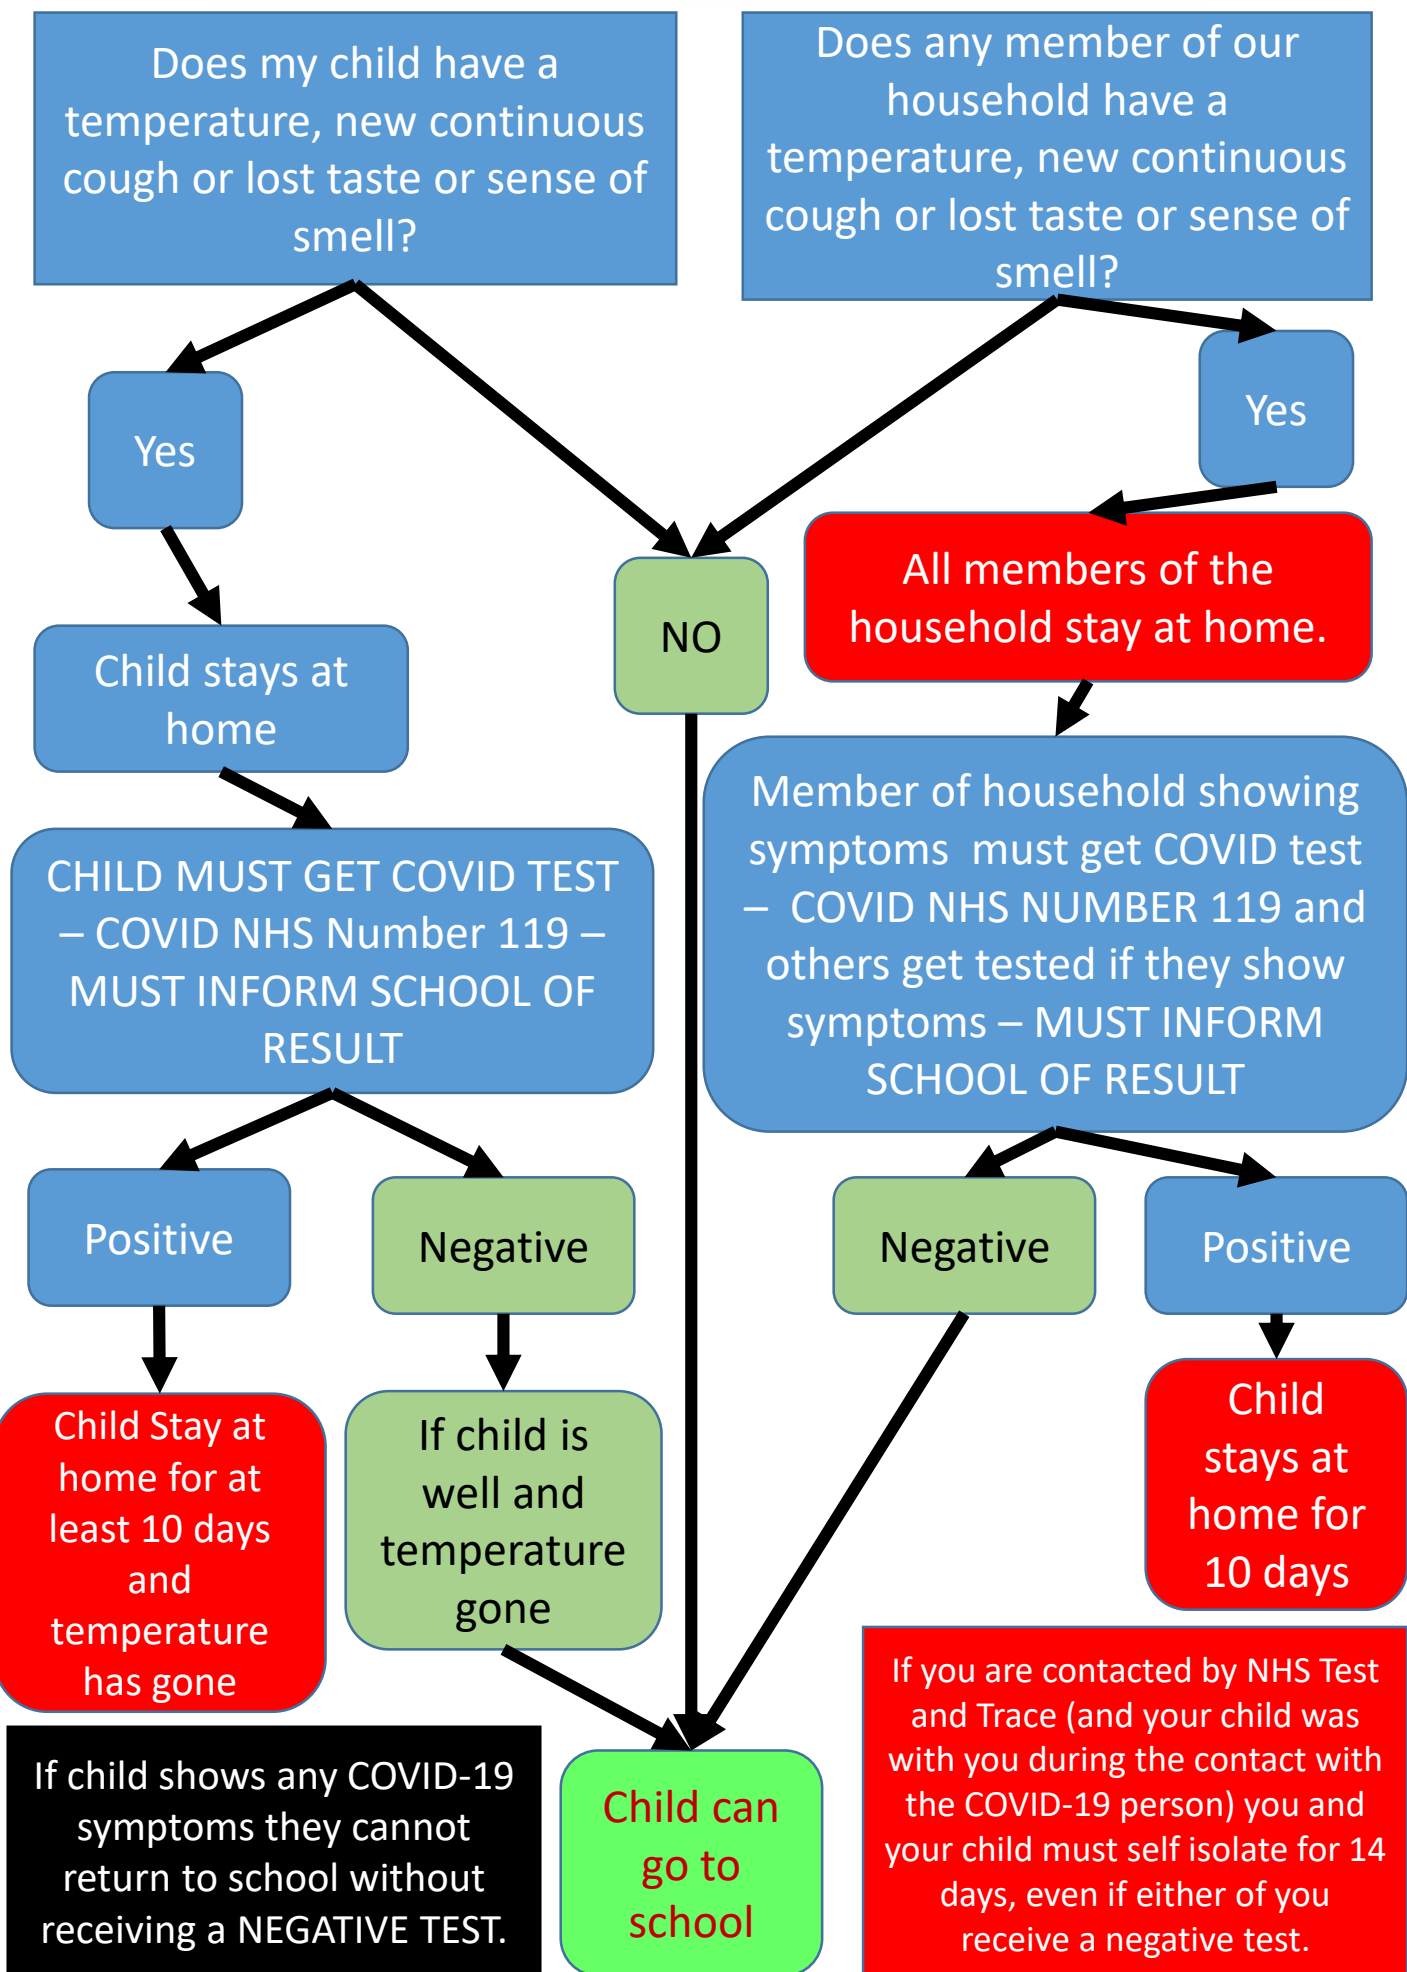 Does my child have a
temperature, new continuous
cough or lost taste or sense of
smell?
Does any member of our
household have a
temperature, new continuous
cough or lost taste or sense of
smell?
Yes
Yes
NO
All members of the
household stay at home.
Child stays at
home
Member of household showing
symptoms  must get COVID test
–  COVID NHS NUMBER 119 and
others get tested if they show
symptoms – MUST INFORM
SCHOOL OF RESULT
CHILD MUST GET COVID TEST
– COVID NHS Number 119 –
MUST INFORM SCHOOL OF
RESULT
Positive
Negative
Negative
Positive
Child Stay at
home for at
least 10 days
and
temperature
has gone
If child is
well and
temperature
gone
Child
stays at
home for
10 days
If child shows any COVID-19
symptoms they cannot
return to school without
receiving a NEGATIVE TEST.
Child can
go to
school
If you are contacted by NHS Test
and Trace (and your child was
with you during the contact with
the COVID-19 person) you and
your child must self isolate for 14
days, even if either of you
receive a negative test.